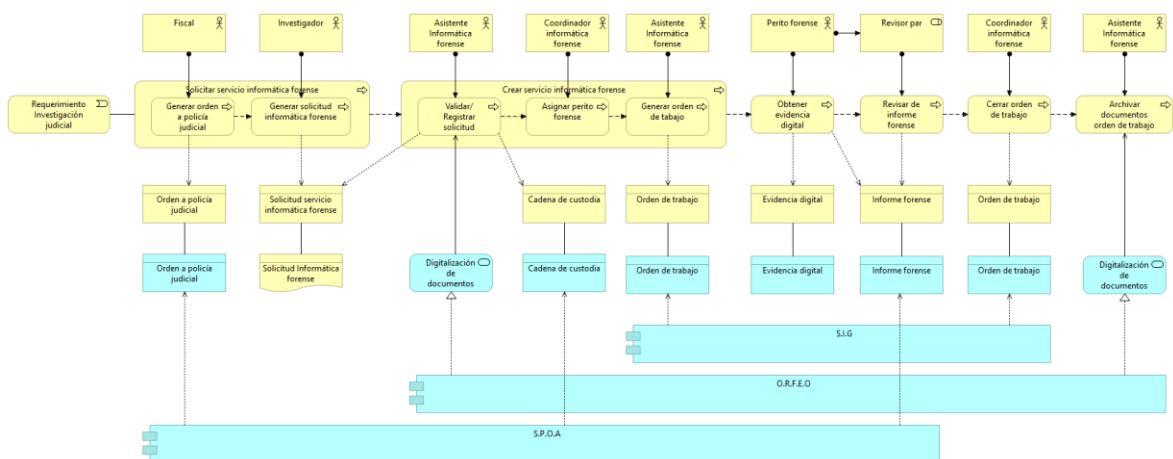 Fiscal
Investigador
Asistente
Informática
forense
Coordinador
informática
forense
Asistente
Informática
forense
Perito forense
Revisor par
Coordinador
informática
forense
Asistente
Informática
forense
Solicitar servicio informática forense
Crear servicio informática forense
Requerimiento
Investigación
judicial
Generar orden
a policía
judicial
Generar solicitud
informática forense
Validar/
Registrar
solicitud
Asignar perito
forense
Generar orden
de tabajo
Obtener
evidencia
digital
Revisar de
informe
forense
Cerrar orden
de trabajo
Archivar
documentos
orden de trabajo
Orden a policía
judicial
Solicitud servicio
informática forense
Cadena de custodia
Orden de trabajo
Evidencia digital
Informe forense
Orden de trabajo
Orden a policía
judicial
Solicitud Informática
forense
Digitalización
de
documentos
Cadena de custodia
Orden de trabajo
Evidencia digital
Informe forense
Orden de trabajo
Digitalización
de
documentos
S.I.G
O.R.F.E.O
S.P.O.A